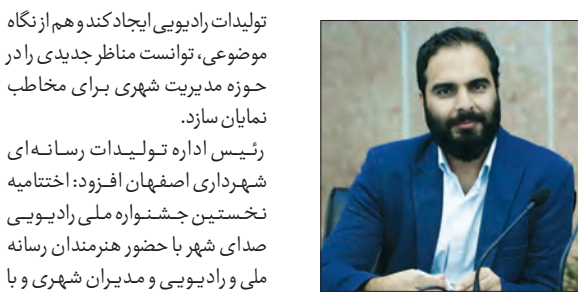 تولیدات رادیویی ایجاد کند و هم از نگاه
موضوعی، توانست مناظر جدیدی را در
حوزه مدیریت شهری برای مخاطب
نمایان سازد.
رئیس اداره تولیدات رسانه‌ای
شهرداری اصفهان افزود: اختتامیه
نخستین جشنواره ملی رادیویی
صدای شهر با حضور هنرمندان رسانه
ملی و رادیویی و مدیران شهری و با